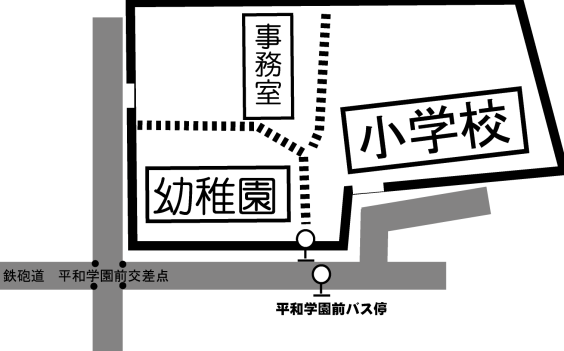 事務室
小学校
幼稚園
鉄砲道　平和学園前交差点
平和学園前バス停